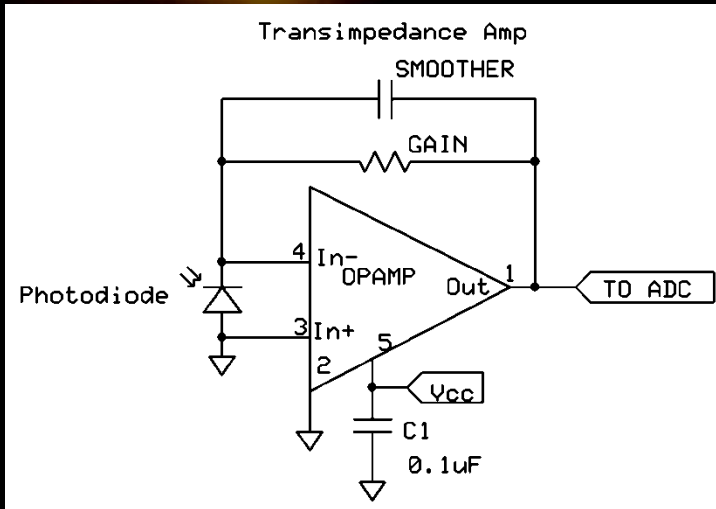 Transimpedance Amp
SMOOTHER
GAIN
4 In-
OPAMP
Photodiode
Out 1
TO ADC
3 In+
2
5
Vcc
C1
0.1uF